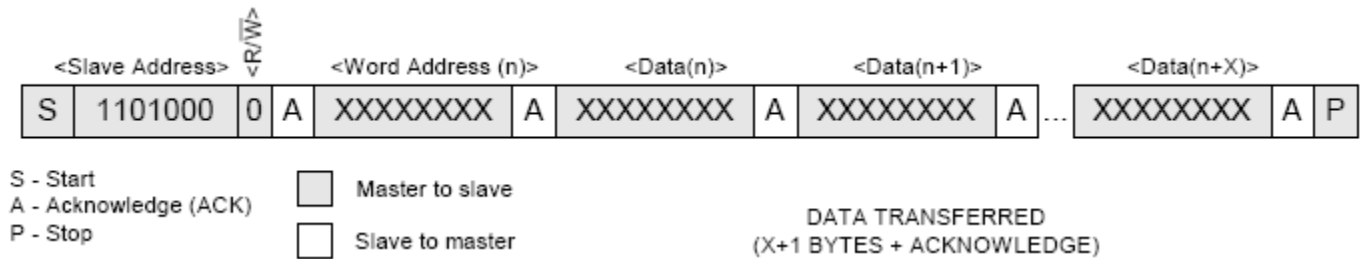 <Slave Address> <R/W̅> <Word Address (n)> <Data(n)> <Data(n+1)> <Data(n+X)>
S 1101000 0 A XXXXXXXX A XXXXXXXX A XXXXXXXX A ... XXXXXXXX A P
S - Start
A - Acknowledge (ACK)
P - Stop
Master to slave
Slave to master
DATA TRANSFERRED
(X+1 BYTES + ACKNOWLEDGE)